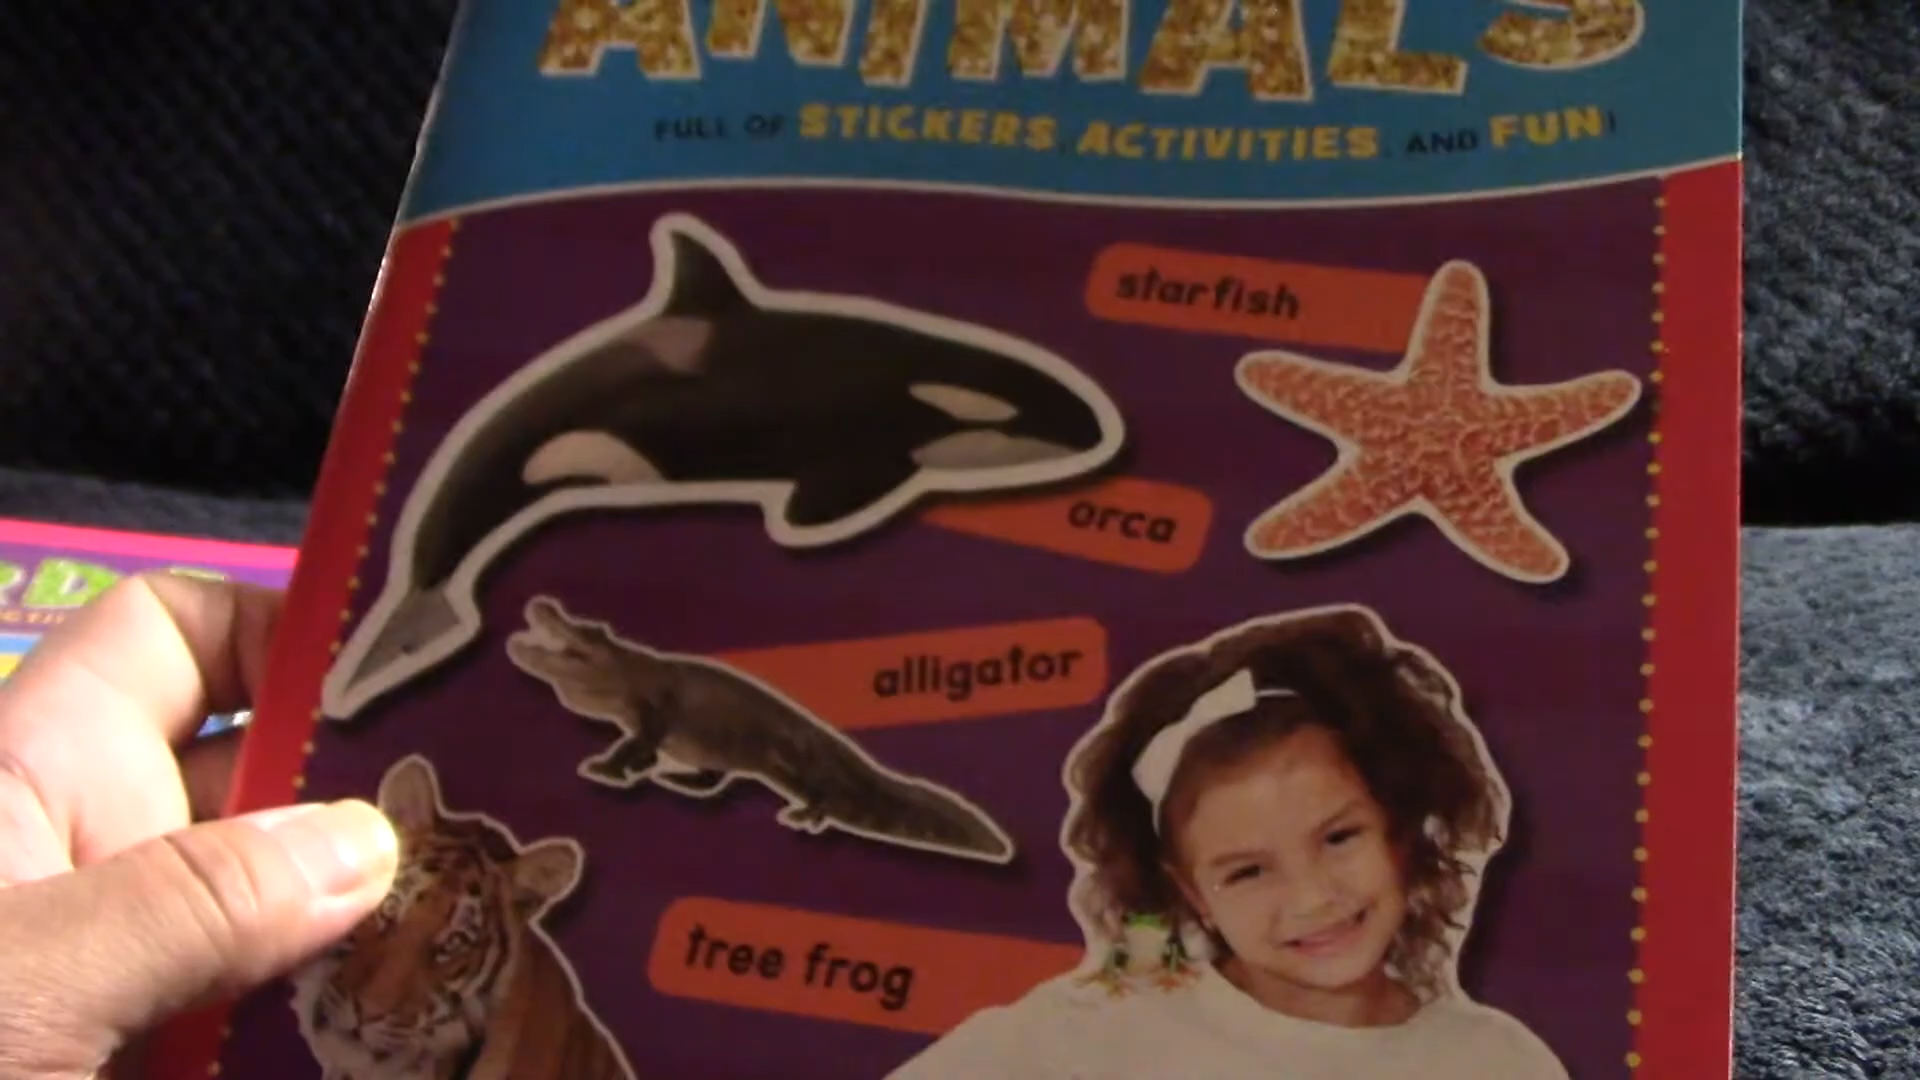 ANIMALS
FULL OF STICKERS, ACTIVITIES, AND FUN!
starfish
orca
alligator
tree frog